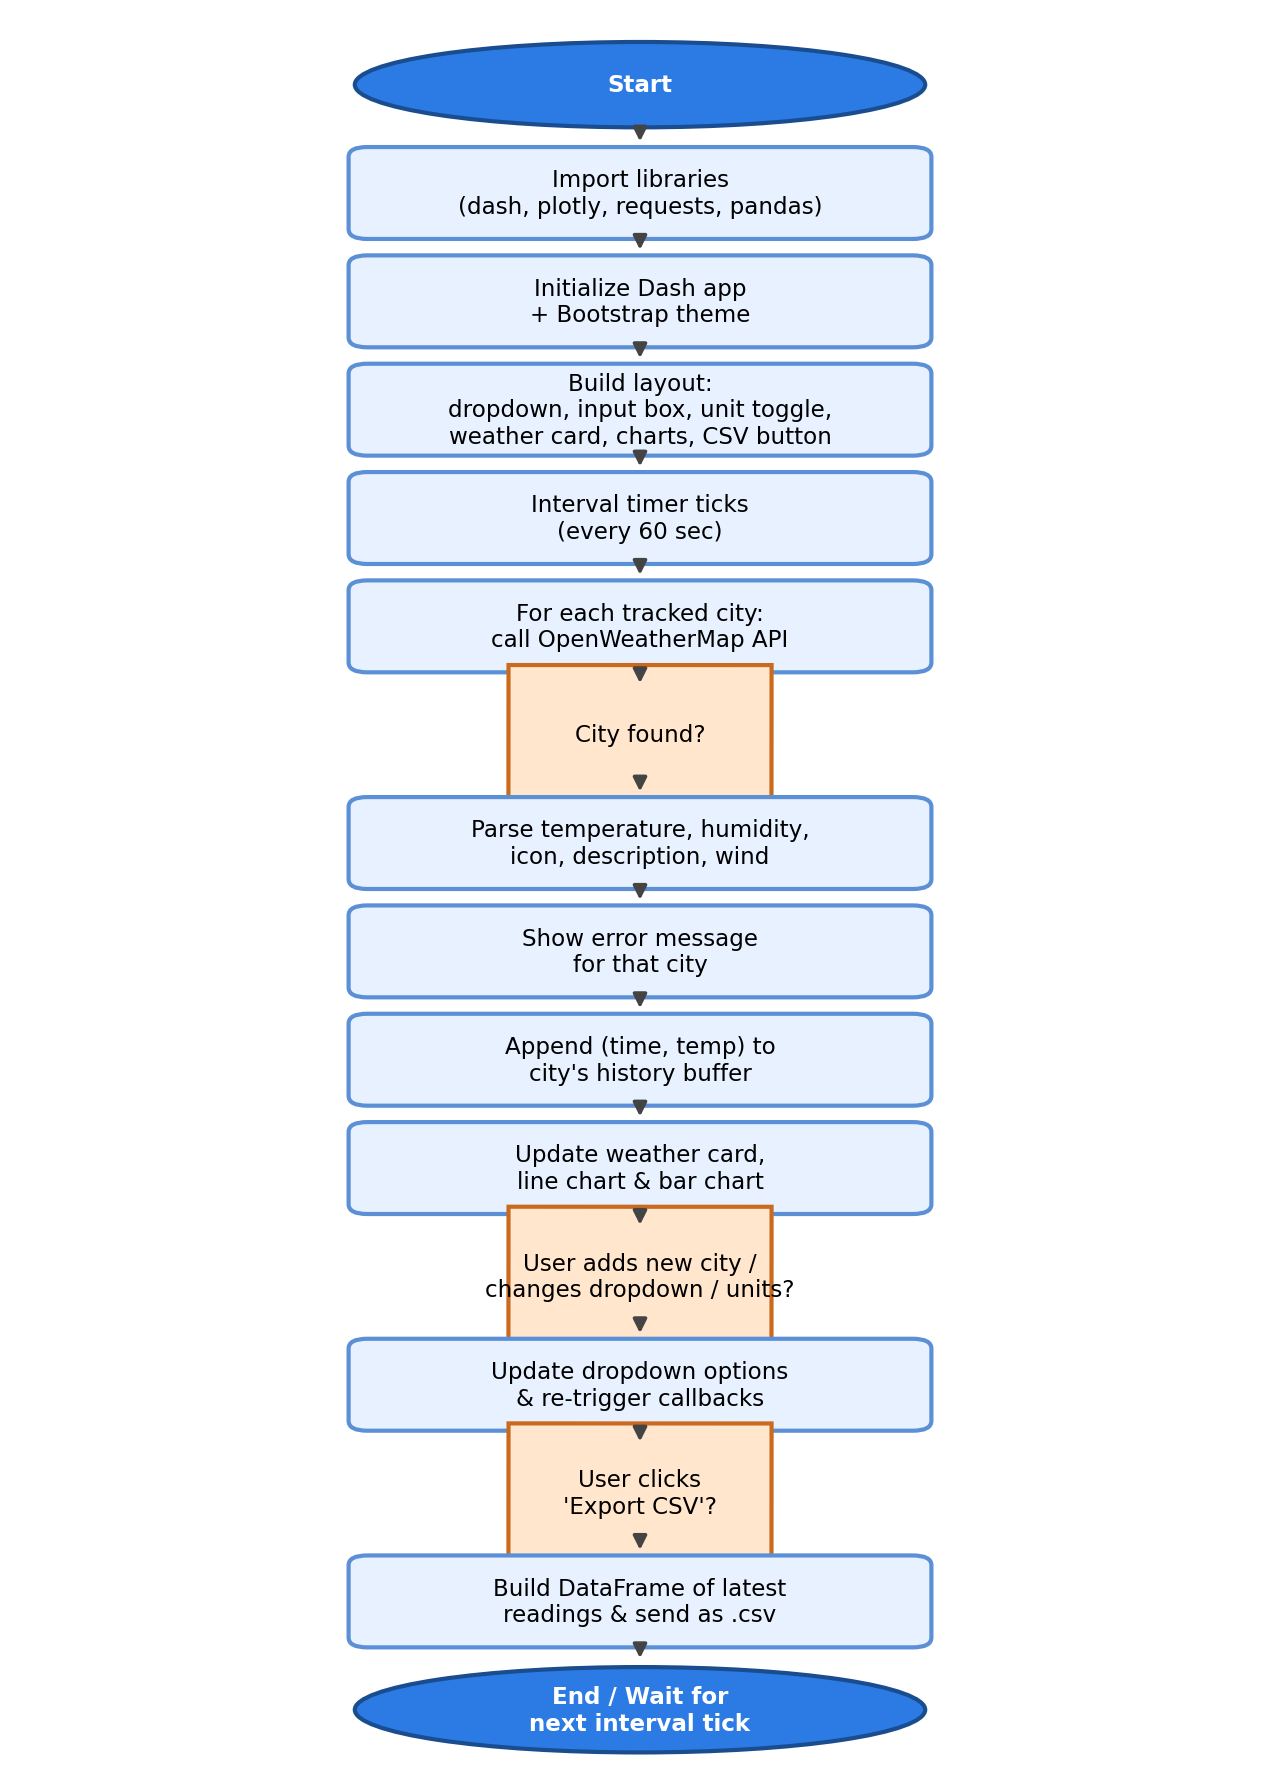 Start
Import libraries
(dash, plotly, requests, pandas)
Initialize Dash app
+ Bootstrap theme
Build layout:
dropdown, input box, unit toggle,
weather card, charts, CSV button
Interval timer ticks
(every 60 sec)
For each tracked city:
call OpenWeatherMap API
City found?
Parse temperature, humidity,
icon, description, wind
Show error message
for that city
Append (time, temp) to
city's history buffer
Update weather card,
line chart & bar chart
User adds new city /
changes dropdown / units?
Update dropdown options
& re-trigger callbacks
User clicks
'Export CSV'?
Build DataFrame of latest
readings & send as .csv
End / Wait for
next interval tick